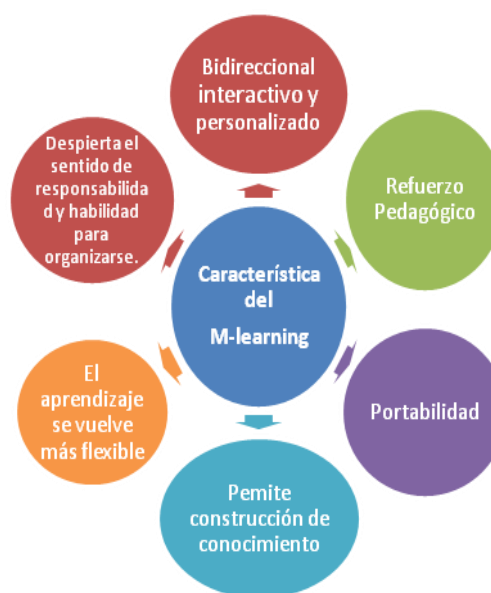 Bidireccional
interactivo y
personalizado
Refuerzo
Pedagógico
Portabilidad
Pemite
construcción de
conocimiento
El
aprendizaje
se vuelve
más flexible
Despierta el
sentido de
responsabilida
d y habilidad
para
organizarse.
Característica
del
M-learning